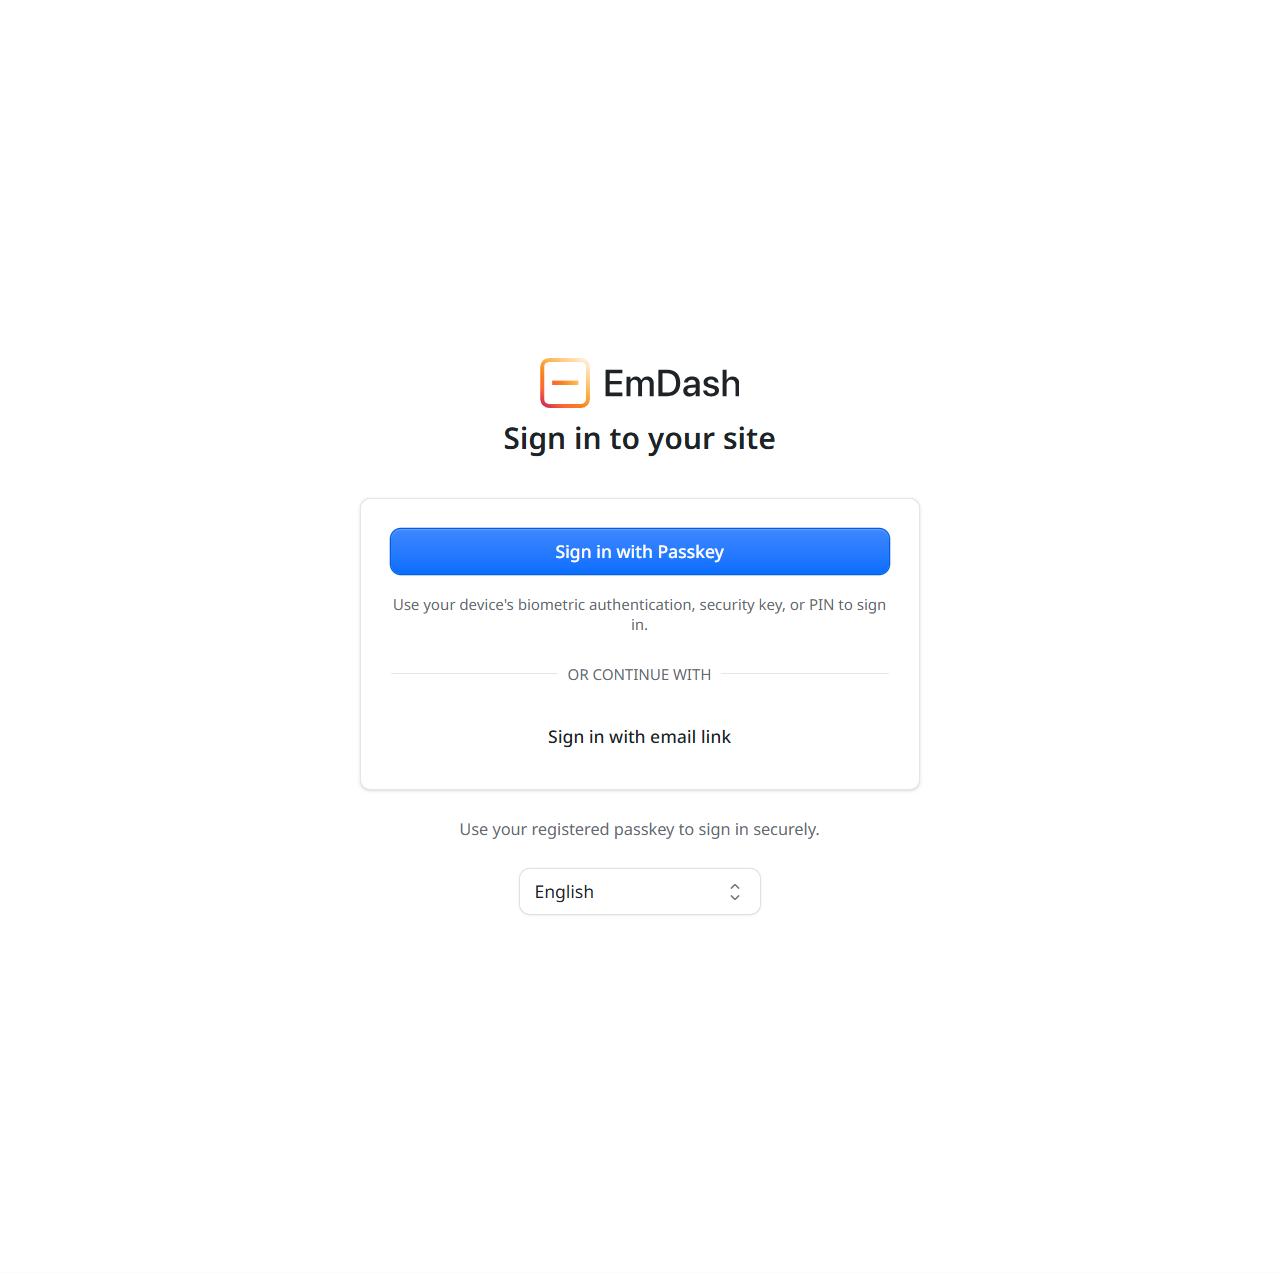 EmDash
Sign in to your site
Sign in with Passkey
Use your device's biometric authentication, security key, or PIN to sign
in.
OR CONTINUE WITH
Sign in with email link
Use your registered passkey to sign in securely.
English